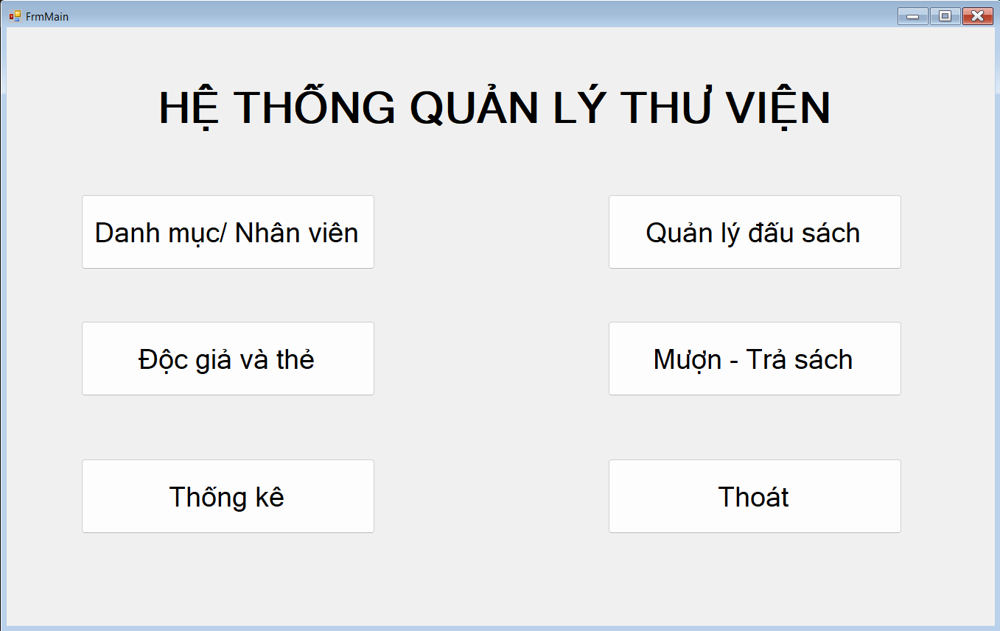 FrmMain
HỆ THỐNG QUẢN LÝ THƯ VIỆN
Danh mục/ Nhân viên
Quản lý đấu sách
Độc giả và thẻ
Mượn - Trả sách
Thống kê
Thoát